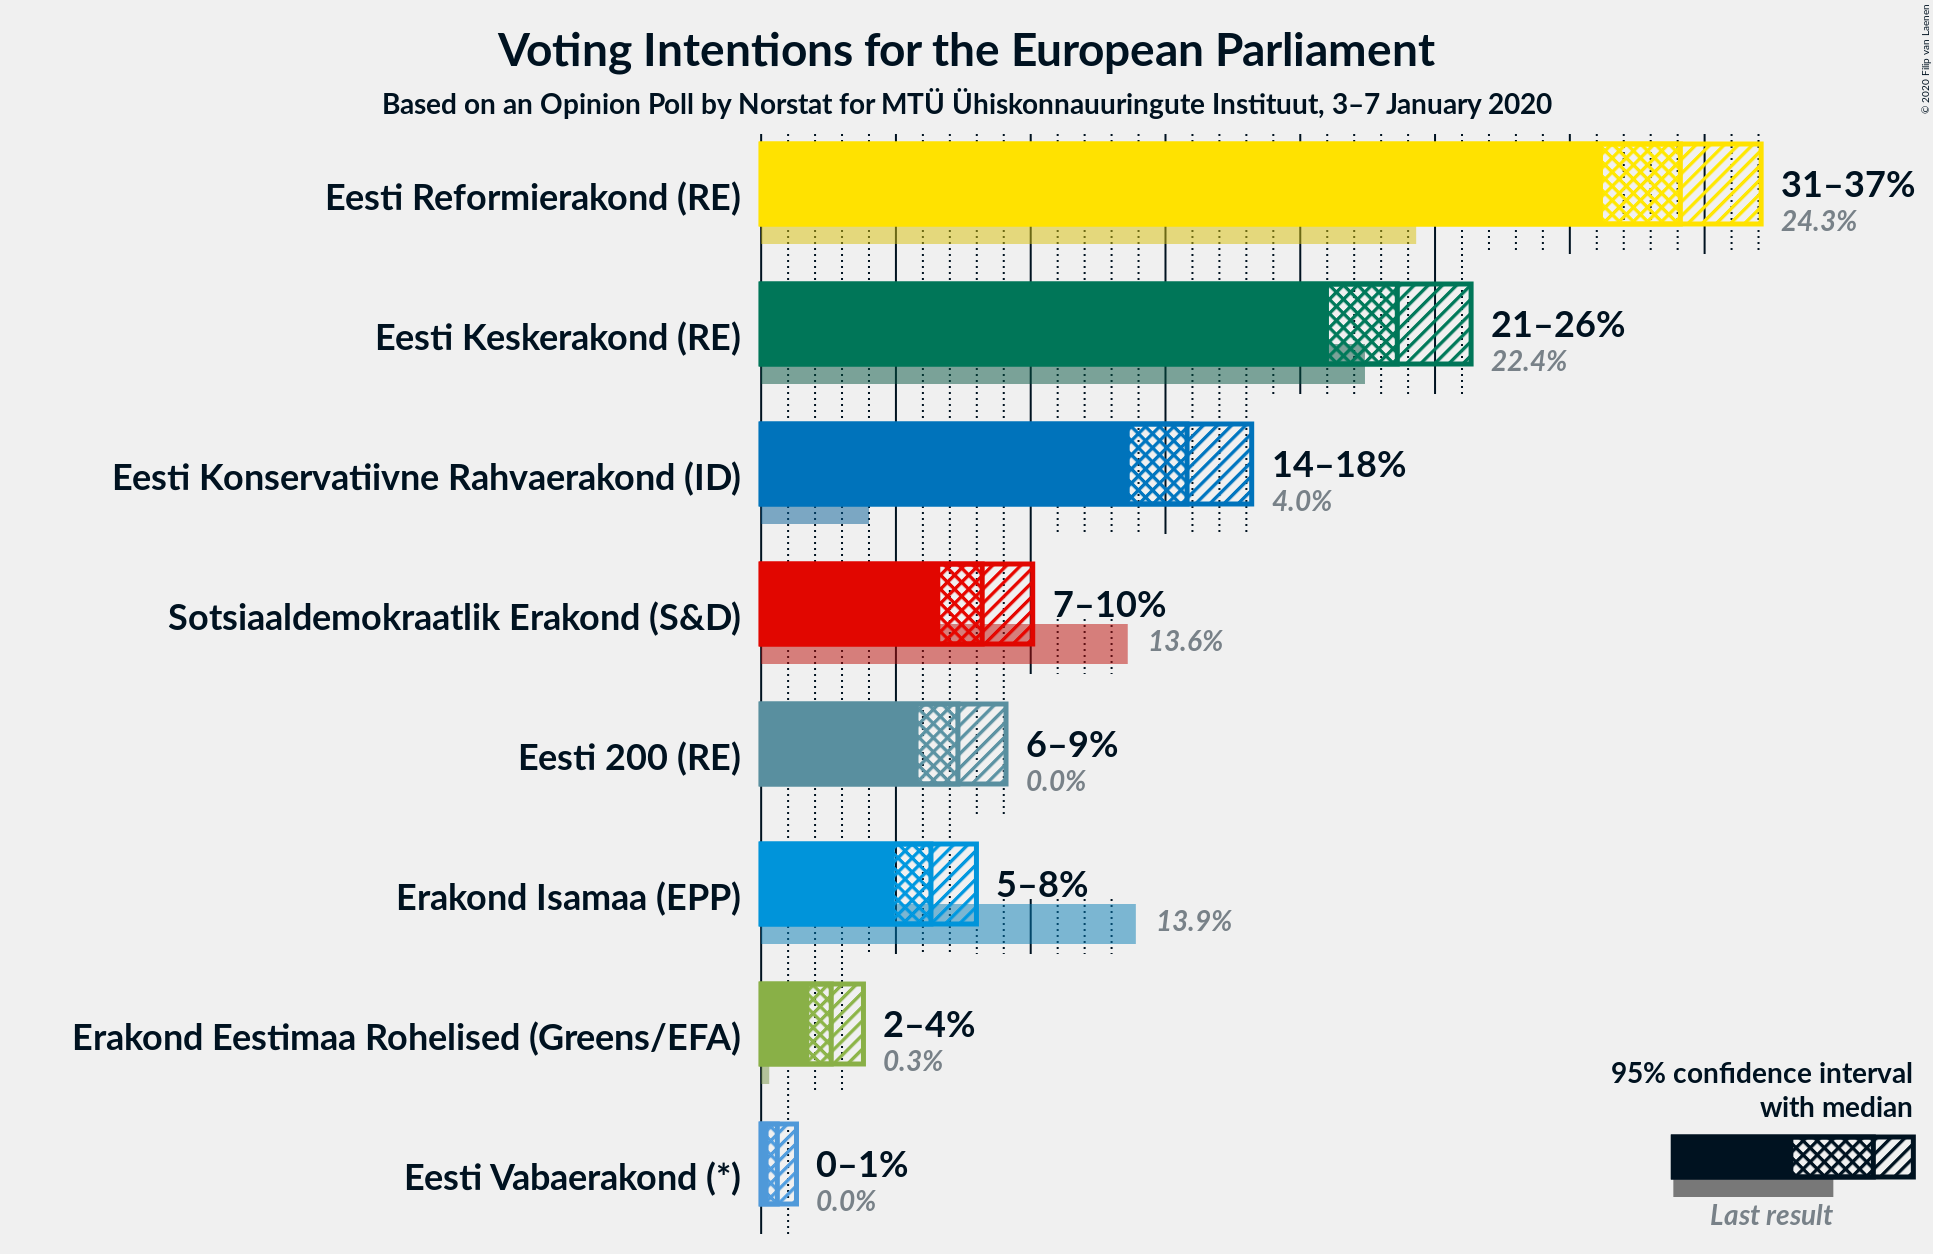 Voting Intentions for the European Parliament
Based on an Opinion Poll by Norstat for MTÜ Ühiskonnauuringute Instituut, 3–7 January 2020
© 2020 Filip van Laenen
Eesti Reformierakond (RE)
31–37%
24.3%
Eesti Keskerakond (RE)
21–26%
22.4%
Eesti Konservatiivne Rahvaerakond (ID)
14–18%
4.0%
Sotsiaaldemokraatlik Erakond (S&D)
7–10%
13.6%
Eesti 200 (RE)
6–9%
0.0%
Erakond Isamaa (EPP)
5–8%
13.9%
Erakond Eestimaa Rohelised (Greens/EFA)
2–4%
0.3%
Eesti Vabaerakond (*)
0–1%
0.0%
95% confidence interval
with median
Last result